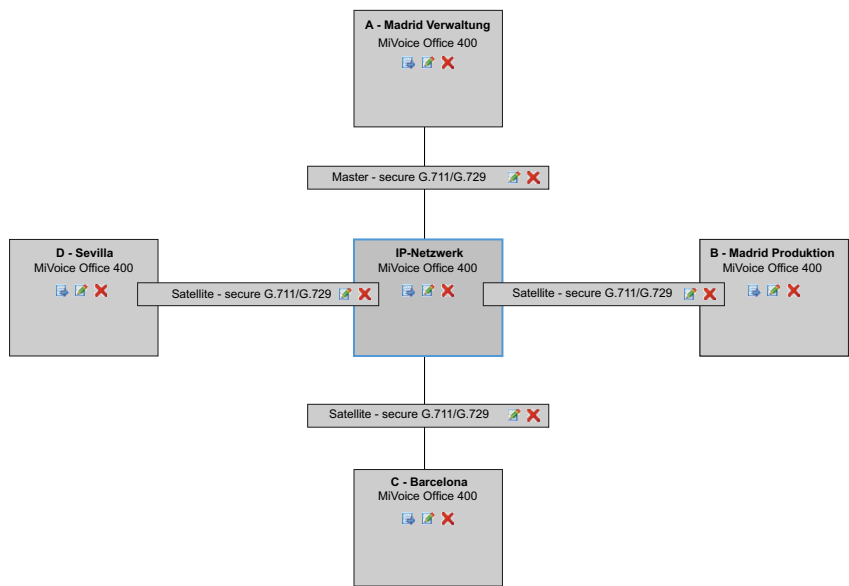 A - Madrid Verwaltung
MiVoice Office 400
Master - secure G.711/G.729
D - Sevilla
MiVoice Office 400
Satellite - secure G.711/G.729
IP-Netzwerk
MiVoice Office 400
Satellite - secure G.711/G.729
B - Madrid Produktion
MiVoice Office 400
Satellite - secure G.711/G.729
C - Barcelona
MiVoice Office 400